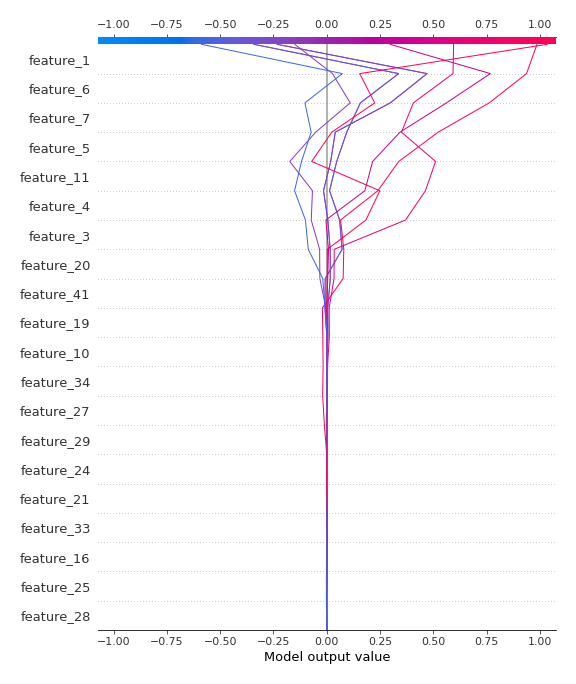 −1.00 −0.75 −0.50 −0.25 0.00 0.25 0.50 0.75 1.00
feature_1
feature_6
feature_7
feature_5
feature_11
feature_4
feature_3
feature_20
feature_41
feature_19
feature_10
feature_34
feature_27
feature_29
feature_24
feature_21
feature_33
feature_16
feature_25
feature_28
−1.00 −0.75 −0.50 −0.25 0.00 0.25 0.50 0.75 1.00
Model output value